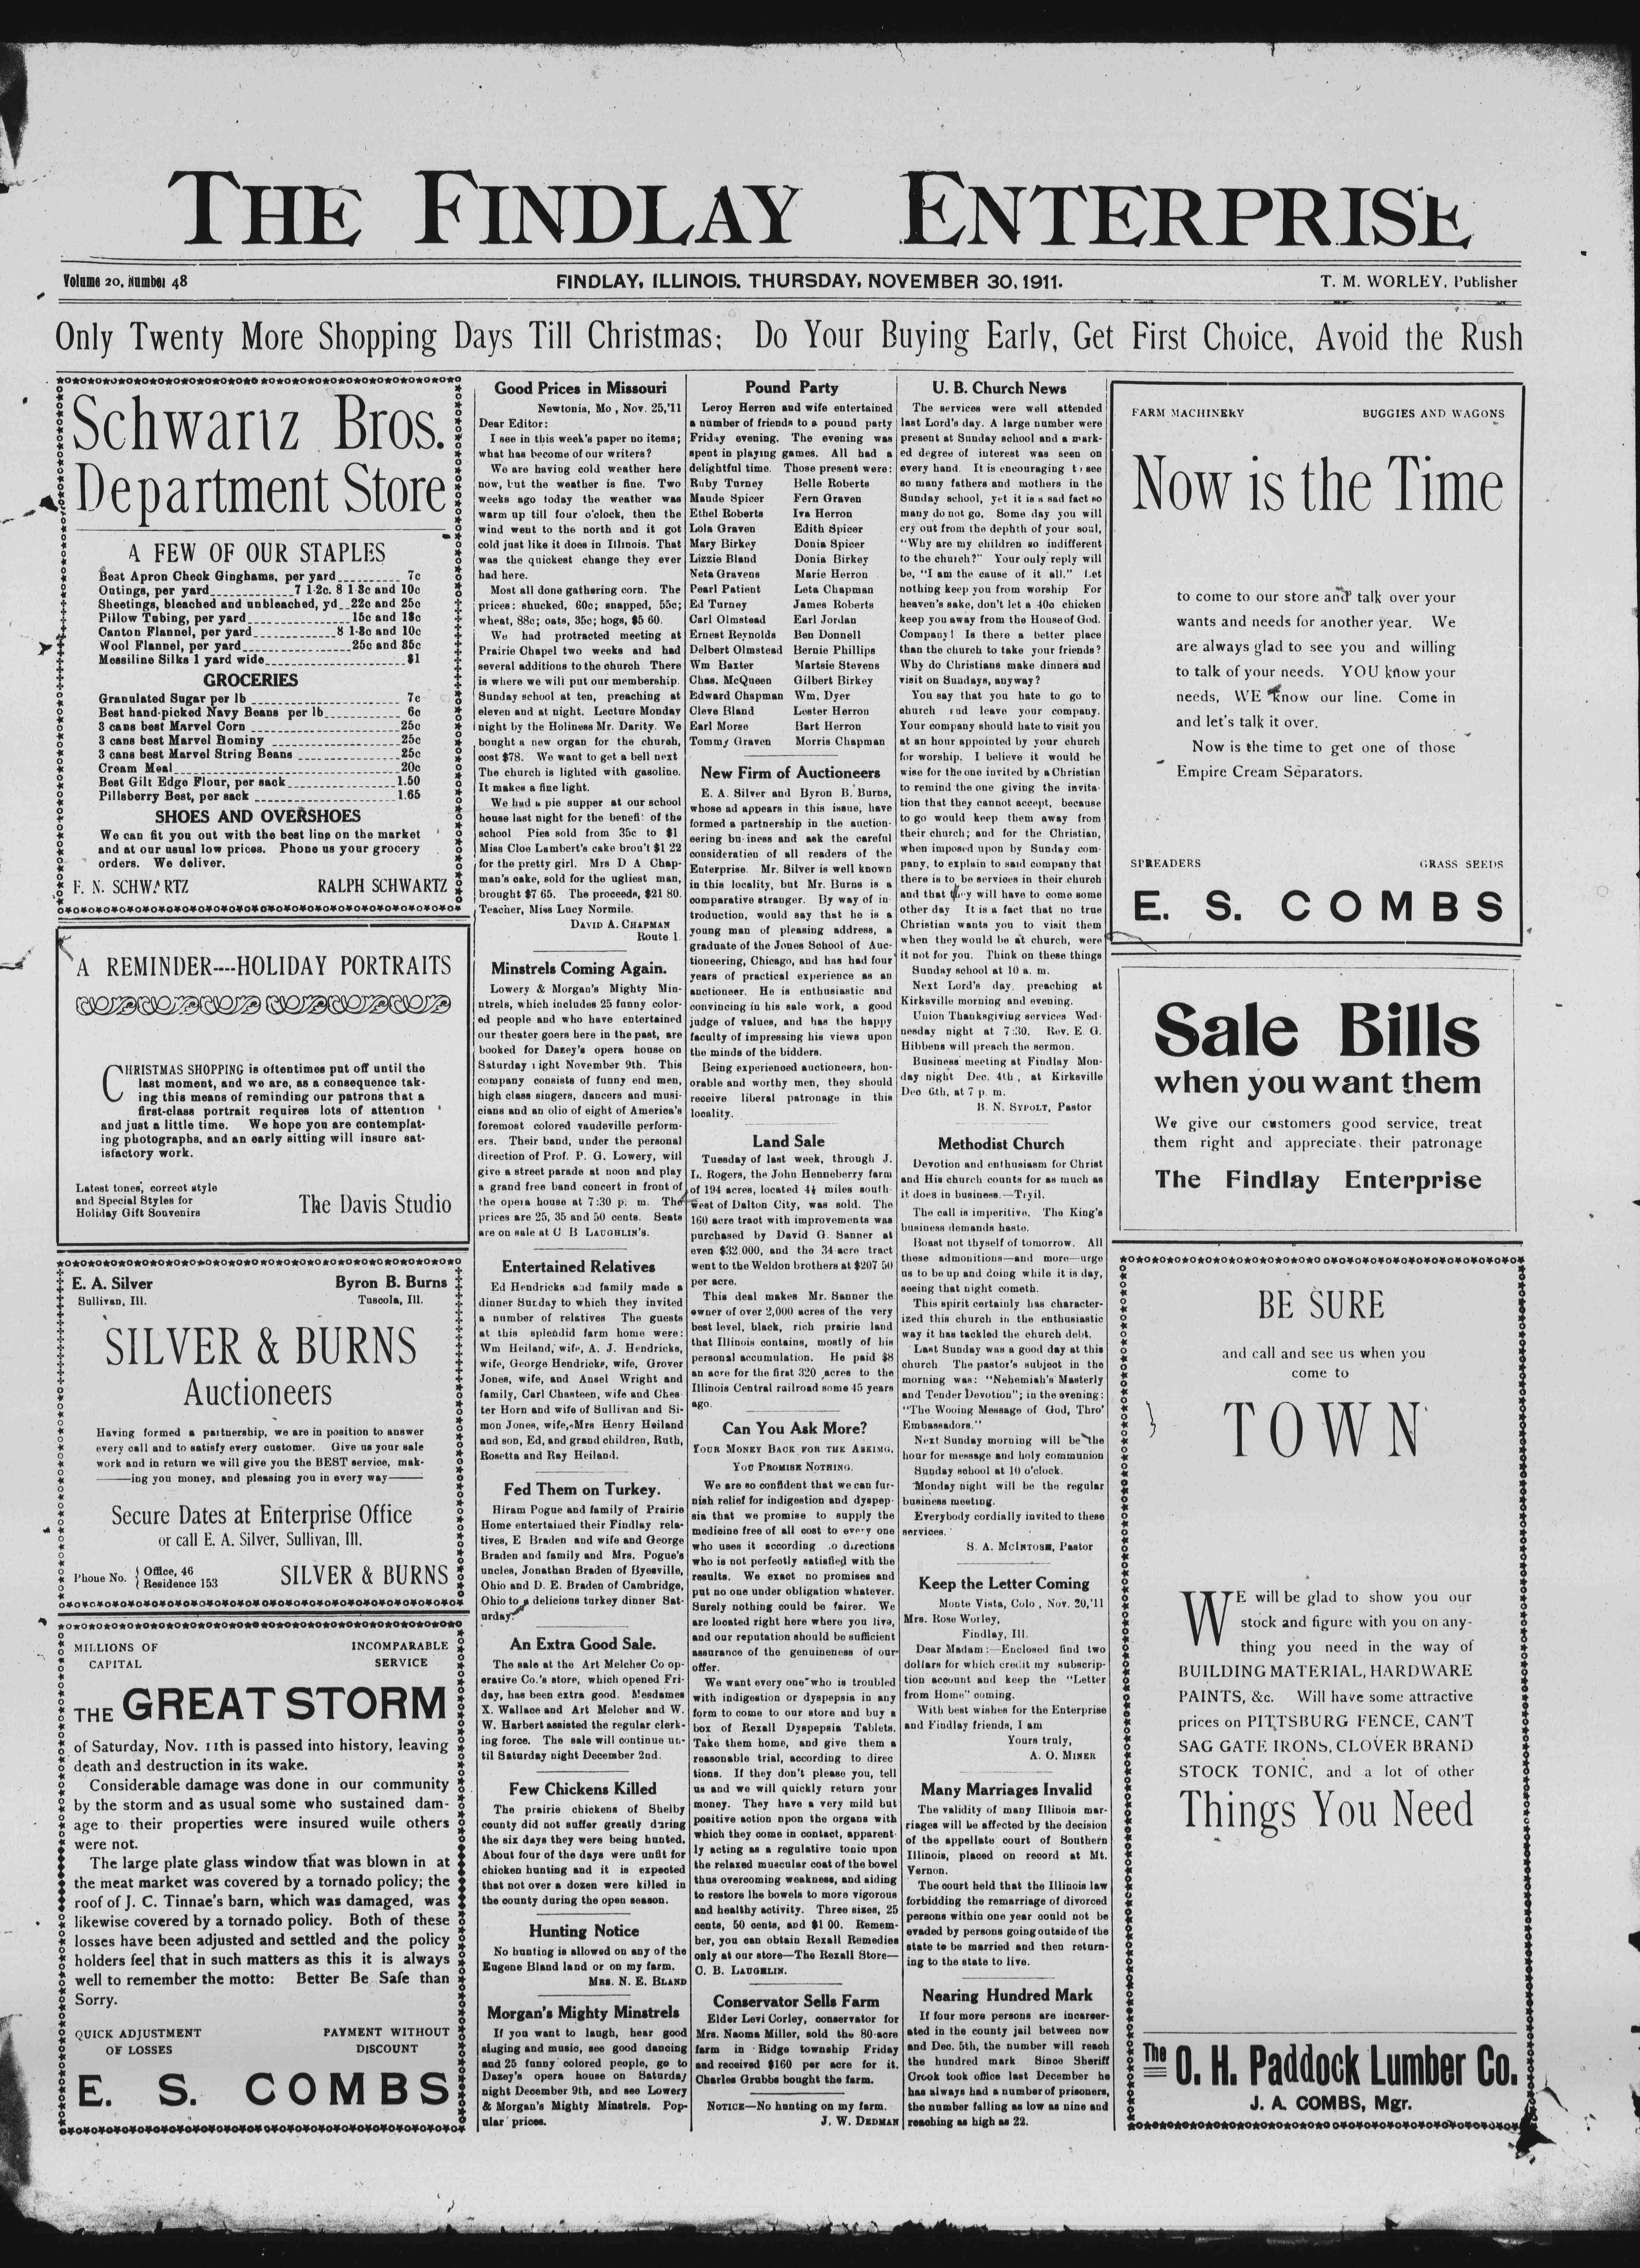 THE FINDLAY ENTERPRISE
Volume 20, Number 48
FINDLAY, ILLINOIS, THURSDAY, NOVEMBER 30, 1911.
T. M. WORLEY, Publisher
Only Twenty More Shopping Days Till Christmas; Do Your Buying Early, Get First Choice, Avoid the Rush
Schwartz Bros.
Department Store
A FEW OF OUR STAPLES
Best Apron Check Ginghams, per yard 7c
Outings, per yard 7 1-2c. 8 1-3c and 10c
Sheetings, bleached and unbleached, yd 22c and 25c
Pillow Tubing, per yard 15c and 18c
Canton Flannel, per yard 8 1-3c and 10c
Wool Flannel, per yard 25c and 35c
Messiline Silks 1 yard wide $1
GROCERIES
Granulated Sugar per lb 7c
Best hand-picked Navy Beans per lb 6c
3 cans best Marvel Corn 25c
3 cans best Marvel Hominy 25c
3 cans best Marvel String Beans 25c
Cream Meal 20c
Best Gilt Edge Flour, per sack 1.50
Pillsberry Best, per sack 1.65
SHOES AND OVERSHOES
We can fit you out with the best line on the market
and at our usual low prices. Phone us your grocery
orders. We deliver.
F. N. SCHWARTZ RALPH SCHWARTZ
A REMINDER----HOLIDAY PORTRAITS
CHRISTMAS SHOPPING is oftentimes put off until the
last moment, and we are, as a consequence tak-
ing this means of reminding our patrons that a
first-class portrait requires lots of attention
and just a little time. We hope you are contemplat-
ing photographs, and an early sitting will insure sat-
isfactory work.
Latest tones, correct style
and Special Styles for
Holiday Gift Souvenirs
The Davis Studio
E. A. Silver Byron B. Burns
Sullivan, Ill. Tuscola, Ill.
SILVER & BURNS
Auctioneers
Having formed a partnership, we are in position to answer
every call and to satisfy every customer. Give us your sale
work and in return we will give you the BEST service, mak-
ing you money, and pleasing you in every way
Secure Dates at Enterprise Office
or call E. A. Silver, Sullivan, Ill.
Phone No. { Office, 46
Residence 153
SILVER & BURNS
MILLIONS OF INCOMPARABLE
CAPITAL SERVICE
THE GREAT STORM
of Saturday, Nov. 11th is passed into history, leaving
death and destruction in its wake.
Considerable damage was done in our community
by the storm and as usual some who sustained dam-
age to their properties were insured wuile others
were not.
The large plate glass window that was blown in at
the meat market was covered by a tornado policy; the
roof of J. C. Tinnae's barn, which was damaged, was
likewise covered by a tornado policy. Both of these
losses have been adjusted and settled and the policy
holders feel that in such matters as this it is always
well to remember the motto: Better Be Safe than
Sorry.
QUICK ADJUSTMENT PAYMENT WITHOUT
OF LOSSES DISCOUNT
E. S. COMBS
Good Prices in Missouri
Newtonia, Mo, Nov. 25,'11
Dear Editor:
I see in this week's paper no items;
what has become of our writers?
We are having cold weather here
now, but the weather is fine. Two
weeks ago today the weather was
warm up till four o'clock, then the
wind went to the north and it got
cold just like it does in Illinois. That
was the quickest change they ever
had here.
Most all done gathering corn. The
prices: shucked, 60c; snapped, 55c;
wheat, 88c; oats, 35c; hogs, $5 60.
We had protracted meeting at
Prairie Chapel two weeks and had
several additions to the church There
is where we will put our membership.
Sunday school at ten, preaching at
eleven and at night. Lecture Monday
night by the Holiness Mr. Darity. We
bought a new organ for the church,
cost $78. We want to get a bell next
The church is lighted with gasoline.
It makes a fine light.
We had a pie supper at our school
house last night for the benefit of the
school Pies sold from 35c to $1
Miss Cloe Lambert's cake brou't $1 22
for the pretty girl. Mrs D A Chap-
man's cake, sold for the ugliest man,
brought $7 65. The proceeds, $21 80.
Teacher, Miss Lucy Normile.
DAVID A. CHAPMAN
Route 1
Minstrels Coming Again.
Lowery & Morgan's Mighty Min-
strels, which includes 25 funny color-
ed people and who have entertained
our theater goers here in the past, are
booked for Dazey's opera house on
Saturday night November 9th. This
company consists of funny end men,
high class singers, dancers and musi-
cians and an olio of eight of America's
foremost colored vaudeville perform-
ers. Their band, under the personal
direction of Prof. P. G. Lowery, will
give a street parade at noon and play
a grand free band concert in front of
the opera house at 7:30 p. m. The
prices are 25, 35 and 50 cents. Seats
are on sale at C. B LAUGHLIN'S.
Entertained Relatives
Ed Hendricks and family made a
dinner Sunday to which they invited
a number of relatives The guests
at this splendid farm home were:
Wm Heiland, wife, A. J. Hendricks,
wife, George Hendricks, wife, Grover
Jones, wife, and Ansel Wright and
family, Carl Chasteen, wife and Ches
ter Horn and wife of Sullivan and Si-
mon Jones, wife, Mrs Henry Heiland
and son, Ed, and grand children, Ruth,
Rosetta and Ray Heiland.
Fed Them on Turkey.
Hiram Pogue and family of Prairie
Home entertained their Findlay rela-
tives, E Braden and wife and George
Braden and family and Mrs. Pogue's
uncles, Jonathan Braden of Byesville,
Ohio and D. E. Braden of Cambridge,
Ohio to a delicious turkey dinner Sat-
urday.
An Extra Good Sale.
The sale at the Art Melcher Co op-
erative Co.'s store, which opened Fri-
day, has been extra good. Mesdames
X. Wallace and Art Melcher and W.
W. Harbert assisted the regular clerk-
ing force. The sale will continue un-
til Saturday night December 2nd.
Few Chickens Killed
The prairie chickens of Shelby
county did not suffer greatly during
the six days they were being hunted.
About four of the days were unfit for
chicken hunting and it is expected
that not over a dozen were killed in
the county during the open season.
Hunting Notice
No hunting is allowed on any of the
Eugene Bland land or on my farm.
MRS. N. E. BLAND
Morgan's Mighty Minstrels
If you want to laugh, hear good
singing and music, see good dancing
and 25 funny colored people, go to
Dazey's opera house on Saturday
night December 9th, and see Lowery
& Morgan's Mighty Minstrels. Pop-
ular prices.
Pound Party
Leroy Herron and wife entertained
a number of friends to a pound party
Friday evening. The evening was
spent in playing games. All had a
delightful time. Those present were:
Ruby Turney Belle Roberts
Maude Spicer Fern Graven
Ethel Roberts Iva Herron
Lola Graven Edith Spicer
Mary Birkey Donia Spicer
Lizzie Bland Donia Birkey
Neta Gravens Marie Herron
Pearl Patient Leta Chapman
Ed Turney James Roberts
Carl Olmstead Earl Jordan
Ernest Reynolds Ben Donnell
Delbert Olmstead Bernie Phillips
Wm Baxter Martsie Stevens
Chas. McQueen Gilbert Birkey
Edward Chapman Wm. Dyer
Cleve Bland Lester Herron
Earl Morse Bart Herron
Tommy Graven Morris Chapman
New Firm of Auctioneers
E. A. Silver and Byron B. Burns,
whose ad appears in this issue, have
formed a partnership in the auction-
eering business and ask the careful
consideration of all readers of the
Enterprise. Mr. Silver is well known
in this locality, but Mr. Burns is a
comparative stranger. By way of in-
troduction, would say that he is a
young man of pleasing address, a
graduate of the Jones School of Auc-
tioneering, Chicago, and has had four
years of practical experience as an
auctioneer. He is enthusiastic and
convincing in his sale work, a good
judge of values, and has the happy
faculty of impressing his views upon
the minds of the bidders.
Being experienced auctioneers, hon-
orable and worthy men, they should
receive liberal patronage in this
locality.
Land Sale
Tuesday of last week, through J.
L. Rogers, the John Henneberry farm
of 194 acres, located 4½ miles south-
west of Dalton City, was sold. The
160 acre tract with improvements was
purchased by David G. Sanner at
even $32,000, and the 34 acre tract
went to the Weldon brothers at $207 50
per acre.
This deal makes Mr. Sanner the
owner of over 2,000 acres of the very
best level, black, rich prairie land
that Illinois contains, mostly of his
personal accumulation. He paid $8
an acre for the first 320 acres to the
Illinois Central railroad some 45 years
ago.
Can You Ask More?
YOUR MONEY BACK FOR THE ASKING.
YOU PROMISE NOTHING.
We are so confident that we can fur-
nish relief for indigestion and dyspep-
sia that we promise to supply the
medicine free of all cost to every one
who uses it according .o directions
who is not perfectly satisfied with the
results. We exact no promises and
put no one under obligation whatever.
Surely nothing could be fairer. We
are located right here where you live,
and our reputation should be sufficient
assurance of the genuineness of our
offer.
We want every one who is troubled
with indigestion or dyspepsia in any
form to come to our store and buy a
box of Rexall Dyspepsia Tablets.
Take them home, and give them a
reasonable trial, according to direc
tions. If they don't please you, tell
us and we will quickly return your
money. They have a very mild but
positive action upon the organs with
which they come in contact, apparent-
ly acting as a regulative tonic upon
the relaxed muscular coat of the bowel
thus overcoming weakness, and aiding
to restore the bowels to more vigorous
and healthy activity. Three sizes, 25
cents, 50 cents, and $1 00. Remem-
ber, you can obtain Rexall Remedies
only at our store—The Rexall Store—
C. B. LAUGHLIN.
Conservator Sells Farm
Elder Levi Corley, conservator for
Mrs. Naoma Miller, sold the 80-acre
farm in Ridge township Friday
and received $160 per acre for it.
Charles Grubbs bought the farm.
NOTICE—No hunting on my farm.
J. W. DEDMAN
U. B. Church News
The services were well attended
last Lord's day. A large number were
present at Sunday school and a mark-
ed degree of interest was seen on
every hand. It is encouraging to see
so many fathers and mothers in the
Sunday school, yet it is a sad fact so
many do not go. Some day you will
cry out from the dephth of your soul,
"Why are my children so indifferent
to the church?" Your only reply will
be, "I am the cause of it all." Let
nothing keep you from worship For
heaven's sake, don't let a 40c chicken
keep you away from the House of God.
Company! Is there a better place
than the church to take your friends?
Why do Christians make dinners and
visit on Sundays, anyway?
You say that you hate to go to
church and leave your company.
Your company should hate to visit you
at an hour appointed by your church
for worship. I believe it would be
wise for the one invited by a Christian
to remind the one giving the invita-
tion that they cannot accept, because
to go would keep them away from
their church; and for the Christian,
when imposed upon by Sunday com-
pany, to explain to said company that
there is to be services in their church
and that they will have to come some
other day It is a fact that no true
Christian wants you to visit them
when they would be at church, were
it not for you. Think on these things
Sunday school at 10 a. m.
Next Lord's day, preaching at
Kirksville morning and evening.
Union Thanksgiving services Wed-
nesday night at 7:30. Rev. E. G.
Hibbens will preach the sermon.
Business meeting at Findlay Mon-
day night Dec. 4th, at Kirksville
Dec 6th, at 7 p. m.
B. N. SYPOLT, Pastor
Methodist Church
Devotion and enthusiasm for Christ
and His church counts for as much as
it does in business.—Tryil.
The call is imperitive. The King's
business demands haste.
Boast not thyself of tomorrow. All
these admonitions—and more—urge
us to be up and doing while it is day,
seeing that night cometh.
This spirit certainly has character-
ized this church in the enthusiastic
way it has tackled the church debt.
Last Sunday was a good day at this
church The pastor's subject in the
morning was: "Nehemiah's Masterly
and Tender Devotion"; in the evening:
"The Wooing Message of God, Thro'
Embassadors."
Next Sunday morning will be the
hour for message and holy communion
Sunday school at 10 o'clock.
Monday night will be the regular
business meeting.
Everybody cordially invited to these
services.
S. A. MCINTOSH, Pastor
Keep the Letter Coming
Monte Vista, Colo, Nov. 20,'11
Mrs. Rose Worley,
Findlay, Ill.
Dear Madam:—Enclosed find two
dollars for which credit my subscrip-
tion account and keep the "Letter
from Home" coming.
With best wishes for the Enterprise
and Findlay friends, I am
Yours truly,
A. O. MINER
Many Marriages Invalid
The validity of many Illinois mar-
riages will be affected by the decision
of the appellate court of Southern
Illinois, placed on record at Mt.
Vernon.
The court held that the Illinois law
forbidding the remarriage of divorced
persons within one year could not be
evaded by persons going outside of the
state to be married and then return-
ing to the state to live.
Nearing Hundred Mark
If four more persons are incarcer-
ated in the county jail between now
and Dec. 5th, the number will reach
the hundred mark Since Sheriff
Crook took office last December he
has always had a number of prisoners,
the number falling as low as nine and
reaching as high as 22.
FARM MACHINERY BUGGIES AND WAGONS
Now is the Time
to come to our store and talk over your
wants and needs for another year. We
are always glad to see you and willing
to talk of your needs. YOU know your
needs, WE know our line. Come in
and let's talk it over.
Now is the time to get one of those
Empire Cream Separators.
SPREADERS GRASS SEEDS
E. S. COMBS
Sale Bills
when you want them
We give our customers good service, treat
them right and appreciate their patronage
The Findlay Enterprise
BE SURE
and call and see us when you
come to
TOWN
WE will be glad to show you our
stock and figure with you on any-
thing you need in the way of
BUILDING MATERIAL, HARDWARE
PAINTS, &c. Will have some attractive
prices on PITTSBURG FENCE, CAN'T
SAG GATE IRONS, CLOVER BRAND
STOCK TONIC, and a lot of other
Things You Need
The O. H. Paddock Lumber Co.
J. A. COMBS, Mgr.